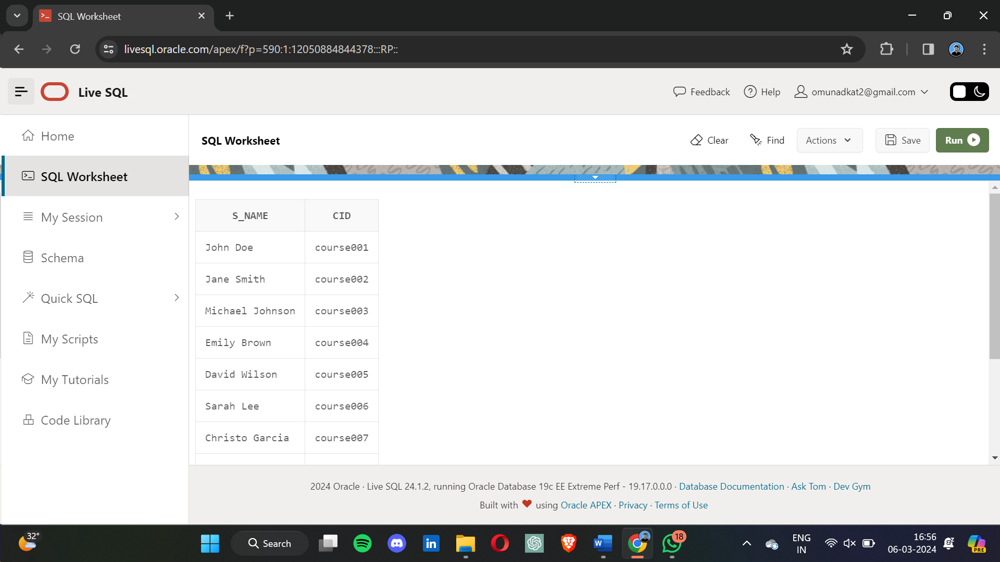 SQL Worksheet
livesql.oracle.com/apex/f?p=590:1:12050884844378:::RP::
Live SQL
Feedback
Help
omunadkat2@gmail.com
Home
SQL Worksheet
My Session
Schema
Quick SQL
My Scripts
My Tutorials
Code Library
SQL Worksheet
Clear
Find
Actions
Save
Run
S_NAME CID
John Doe course001
Jane Smith course002
Michael Johnson course003
Emily Brown course004
David Wilson course005
Sarah Lee course006
Christo Garcia course007
2024 Oracle · Live SQL 24.1.2, running Oracle Database 19c EE Extreme Perf - 19.17.0.0.0 · Database Documentation · Ask Tom · Dev Gym
Built with ❤ using Oracle APEX · Privacy · Terms of Use
32°
Search
in
W
18
ENG
IN
16:56
06-03-2024
PRE